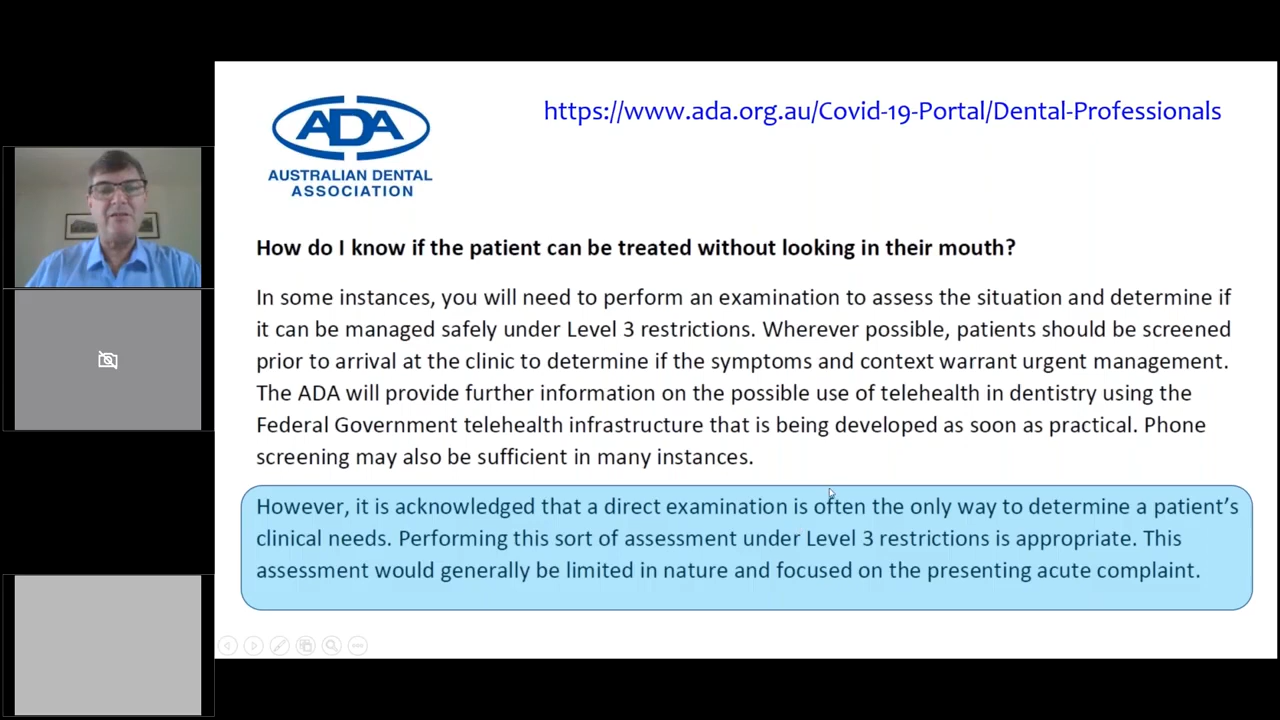 ADA
AUSTRALIAN DENTAL
ASSOCIATION
https://www.ada.org.au/Covid-19-Portal/Dental-Professionals
How do I know if the patient can be treated without looking in their mouth?
In some instances, you will need to perform an examination to assess the situation and determine if
it can be managed safely under Level 3 restrictions. Wherever possible, patients should be screened
prior to arrival at the clinic to determine if the symptoms and context warrant urgent management.
The ADA will provide further information on the possible use of telehealth in dentistry using the
Federal Government telehealth infrastructure that is being developed as soon as practical. Phone
screening may also be sufficient in many instances.
However, it is acknowledged that a direct examination is often the only way to determine a patient’s
clinical needs. Performing this sort of assessment under Level 3 restrictions is appropriate. This
assessment would generally be limited in nature and focused on the presenting acute complaint.